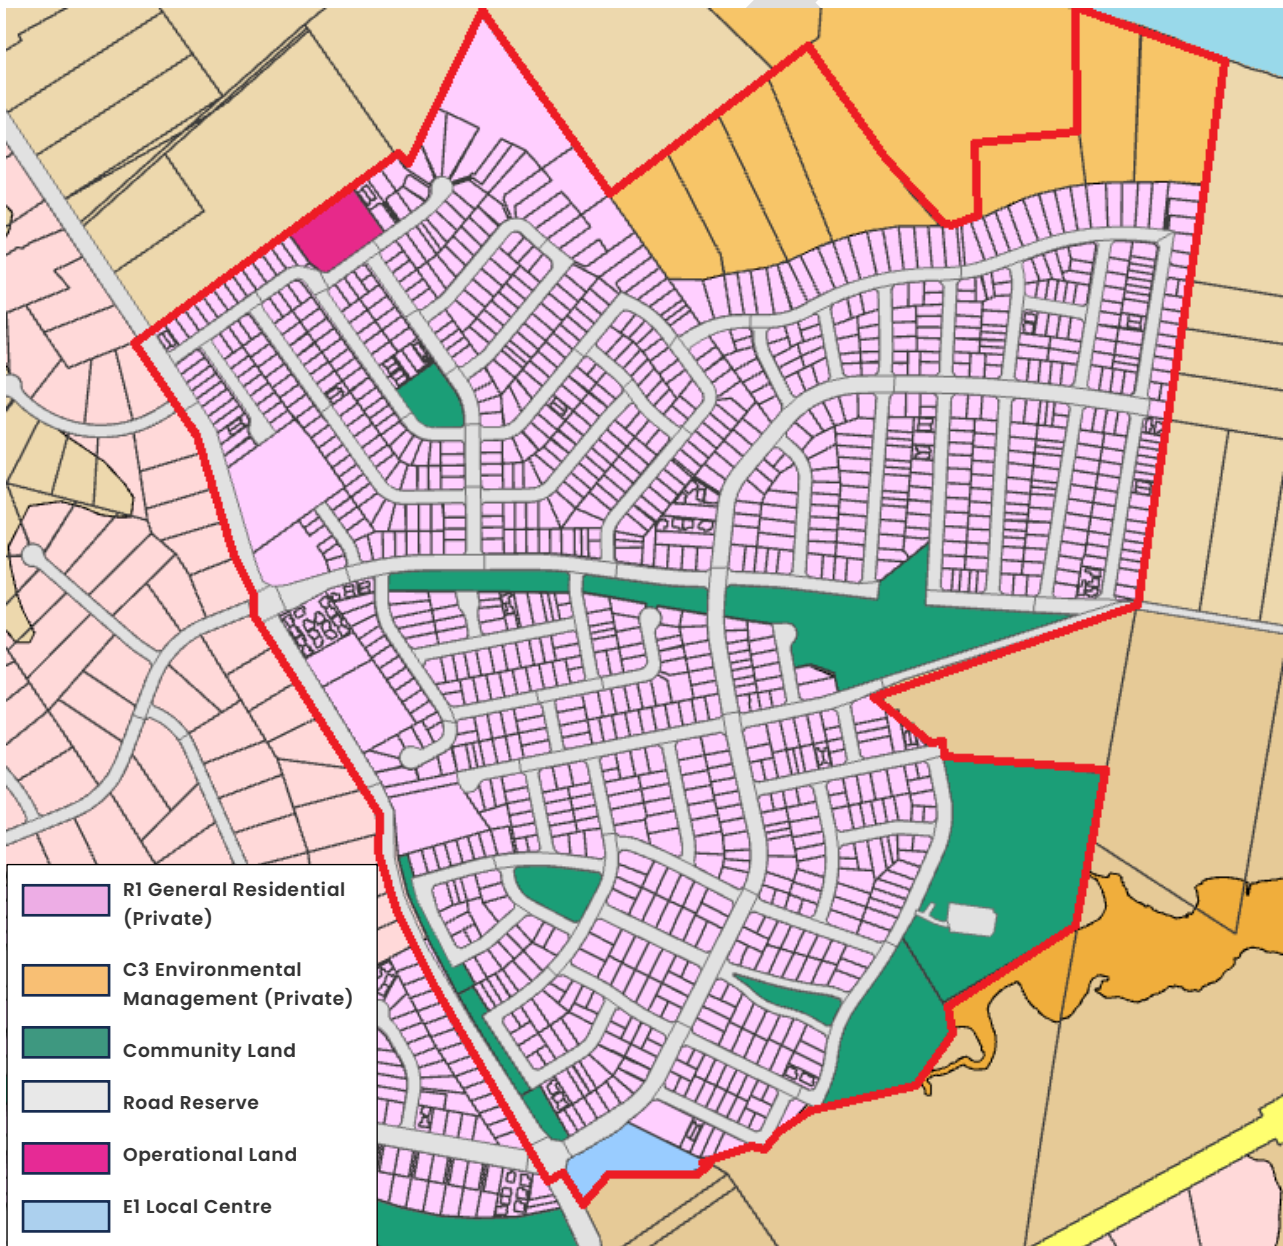 R1 General Residential
(Private)
C3 Environmental
Management (Private)
Community Land
Road Reserve
Operational Land
E1 Local Centre